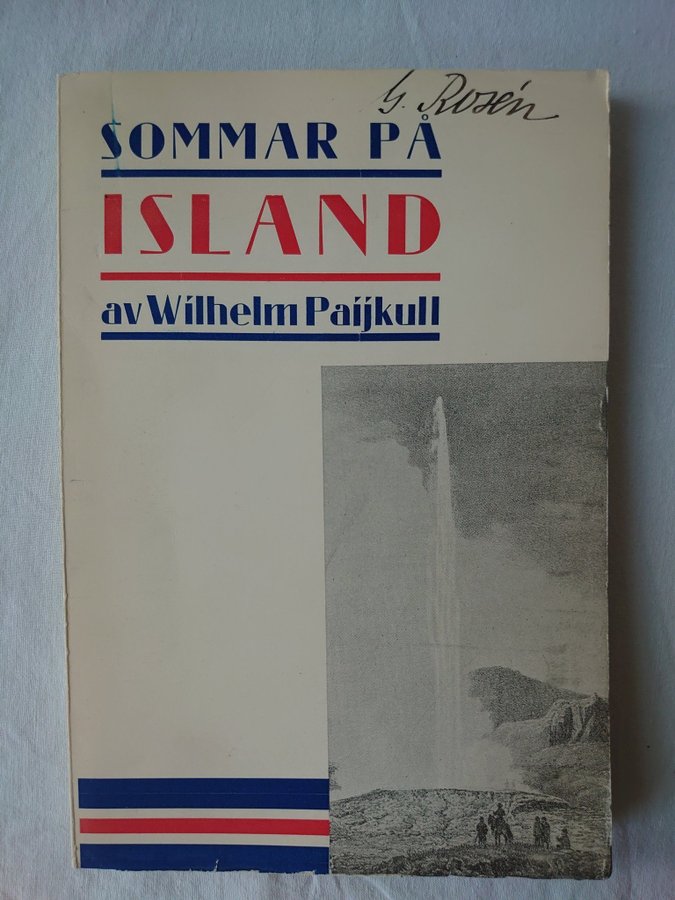 G. Rosén
SOMMAR PÅ
ISLAND
av Wilhelm Paijkull